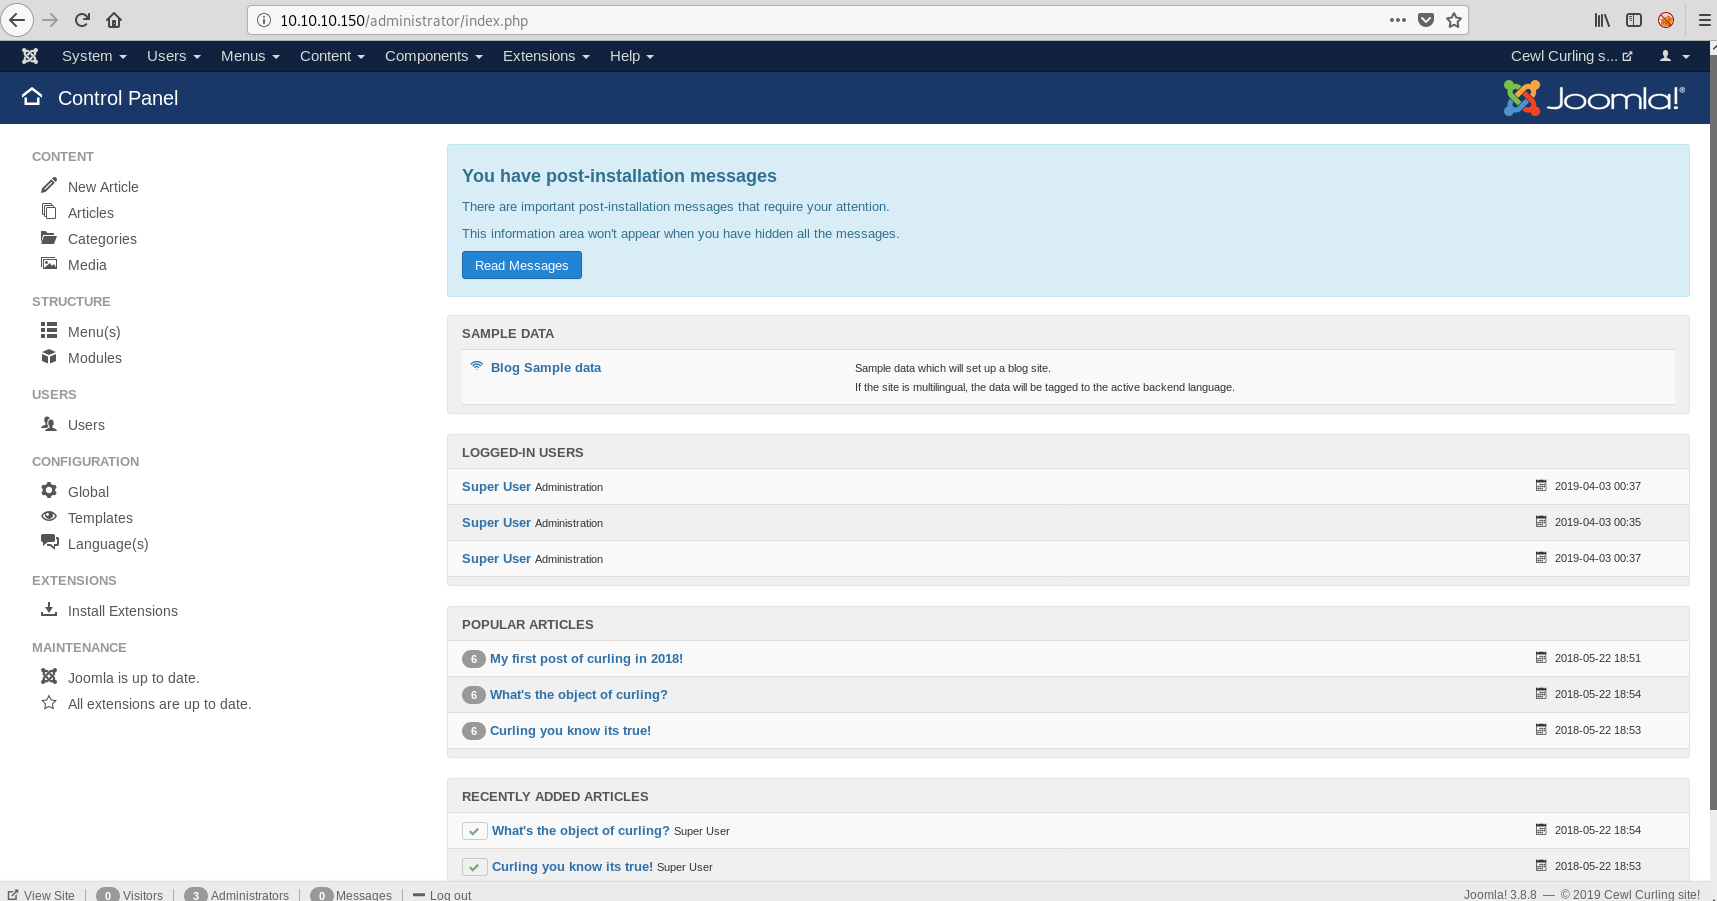 10.10.10.150/administrator/index.php
System Users Menus Content Components Extensions Help Cewl Curling s...
Control Panel
Joomla!®
CONTENT
New Article
Articles
Categories
Media
STRUCTURE
Menu(s)
Modules
USERS
Users
CONFIGURATION
Global
Templates
Language(s)
EXTENSIONS
Install Extensions
MAINTENANCE
Joomla is up to date.
All extensions are up to date.
You have post-installation messages
There are important post-installation messages that require your attention.
This information area won't appear when you have hidden all the messages.
Read Messages
SAMPLE DATA
Blog Sample data
Sample data which will set up a blog site.
If the site is multilingual, the data will be tagged to the active backend language.
LOGGED-IN USERS
Super User Administration 2019-04-03 00:37
Super User Administration 2019-04-03 00:35
Super User Administration 2019-04-03 00:37
POPULAR ARTICLES
6 My first post of curling in 2018! 2018-05-22 18:51
6 What's the object of curling? 2018-05-22 18:54
6 Curling you know its true! 2018-05-22 18:53
RECENTLY ADDED ARTICLES
What's the object of curling? Super User 2018-05-22 18:54
Curling you know its true! Super User 2018-05-22 18:53
View Site 0 Visitors 3 Administrators 0 Messages Log out Joomla! 3.8.8 — © 2019 Cewl Curling site!